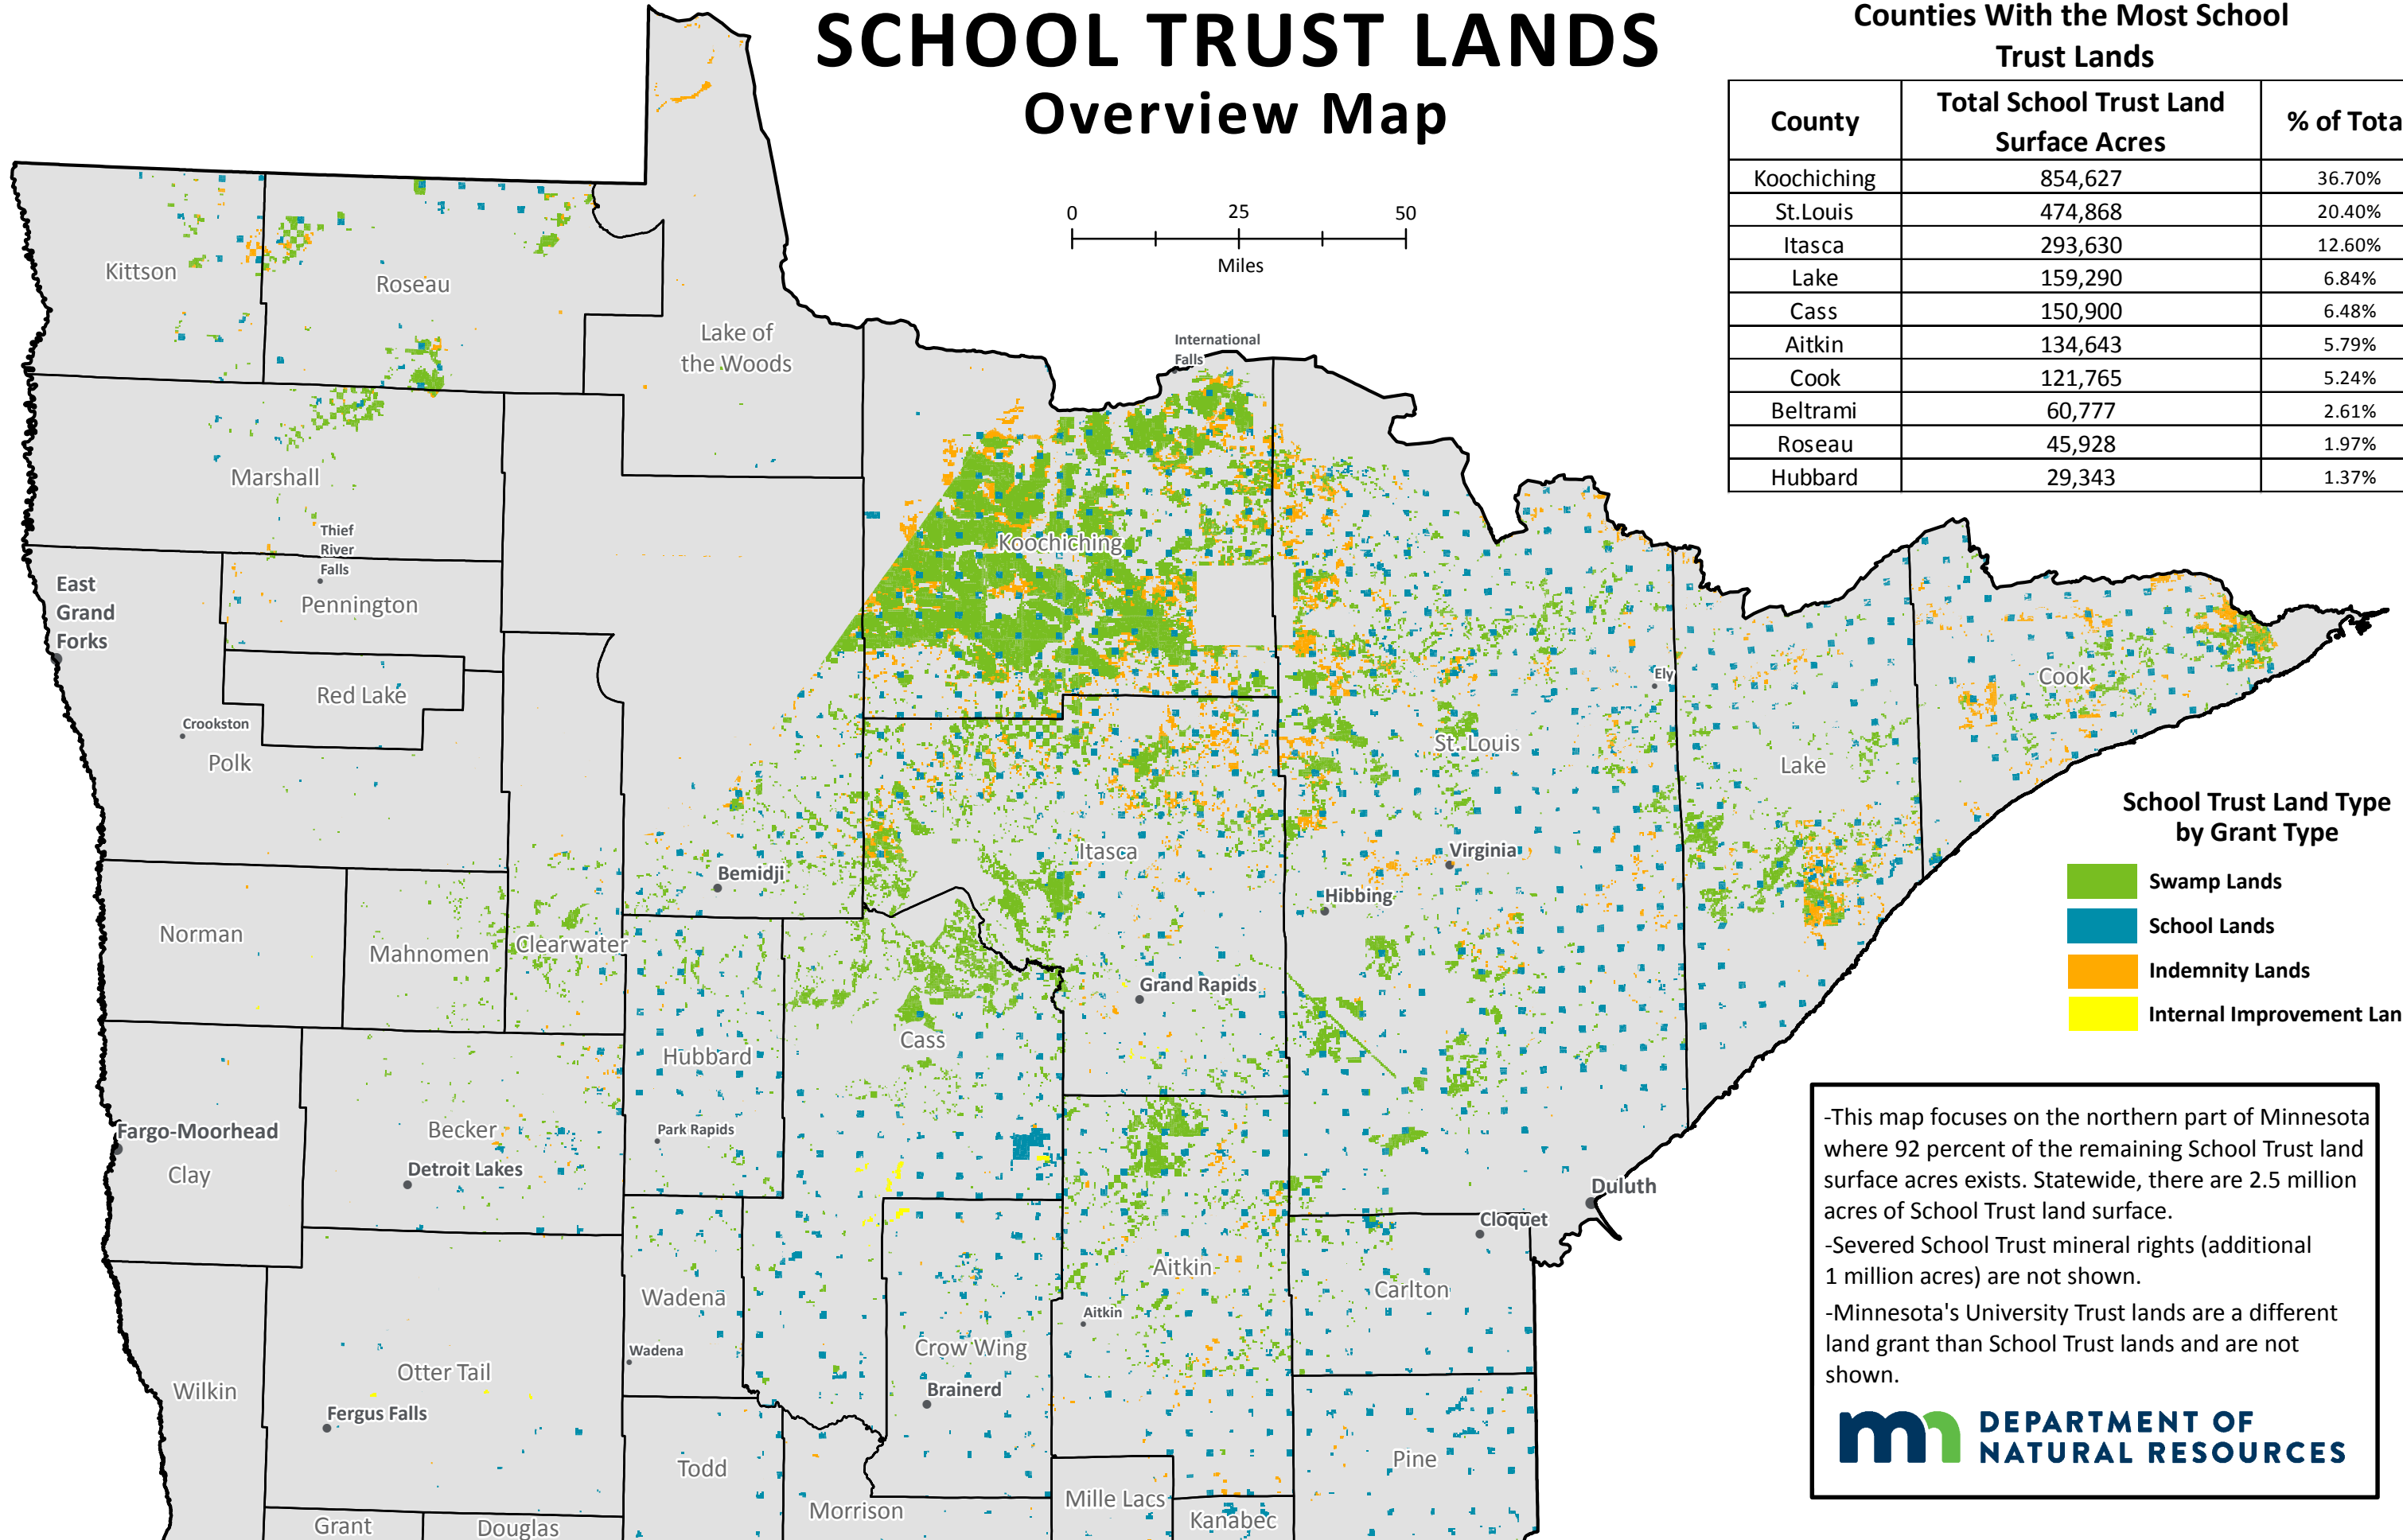 SCHOOL TRUST LANDS
Overview Map
0 25 50
Miles
Counties With the Most School
Trust Lands
County
Total School Trust Land
Surface Acres
% of Tota
Koochiching 854,627 36.70%
St.Louis 474,868 20.40%
Itasca 293,630 12.60%
Lake 159,290 6.84%
Cass 150,900 6.48%
Aitkin 134,643 5.79%
Cook 121,765 5.24%
Beltrami 60,777 2.61%
Roseau 45,928 1.97%
Hubbard 29,343 1.37%
Kittson
Roseau
Lake of
the Woods
International
Falls
Marshall
Thief
River
Falls
Koochiching
East
Grand
Forks
Pennington
Red Lake
Crookston
Polk
Ely
Cook
St. Louis
Lake
Itasca
Virginia
Bemidji
Hibbing
Norman
Mahnomen
Clearwater
Grand Rapids
Cass
Hubbard
Fargo-Moorhead
Clay
Becker
Detroit Lakes
Park Rapids
Duluth
Cloquet
Aitkin
Carlton
Wadena
Aitkin
Wadena
Crow Wing
Brainerd
Otter Tail
Wilkin
Fergus Falls
Todd
Pine
Morrison
Mille Lacs
Kanabec
Grant
Douglas
School Trust Land Type
by Grant Type
Swamp Lands
School Lands
Indemnity Lands
Internal Improvement Lan
-This map focuses on the northern part of Minnesota
where 92 percent of the remaining School Trust land
surface acres exists. Statewide, there are 2.5 million
acres of School Trust land surface.
-Severed School Trust mineral rights (additional
1 million acres) are not shown.
-Minnesota's University Trust lands are a different
land grant than School Trust lands and are not
shown.
mn DEPARTMENT OF
NATURAL RESOURCES